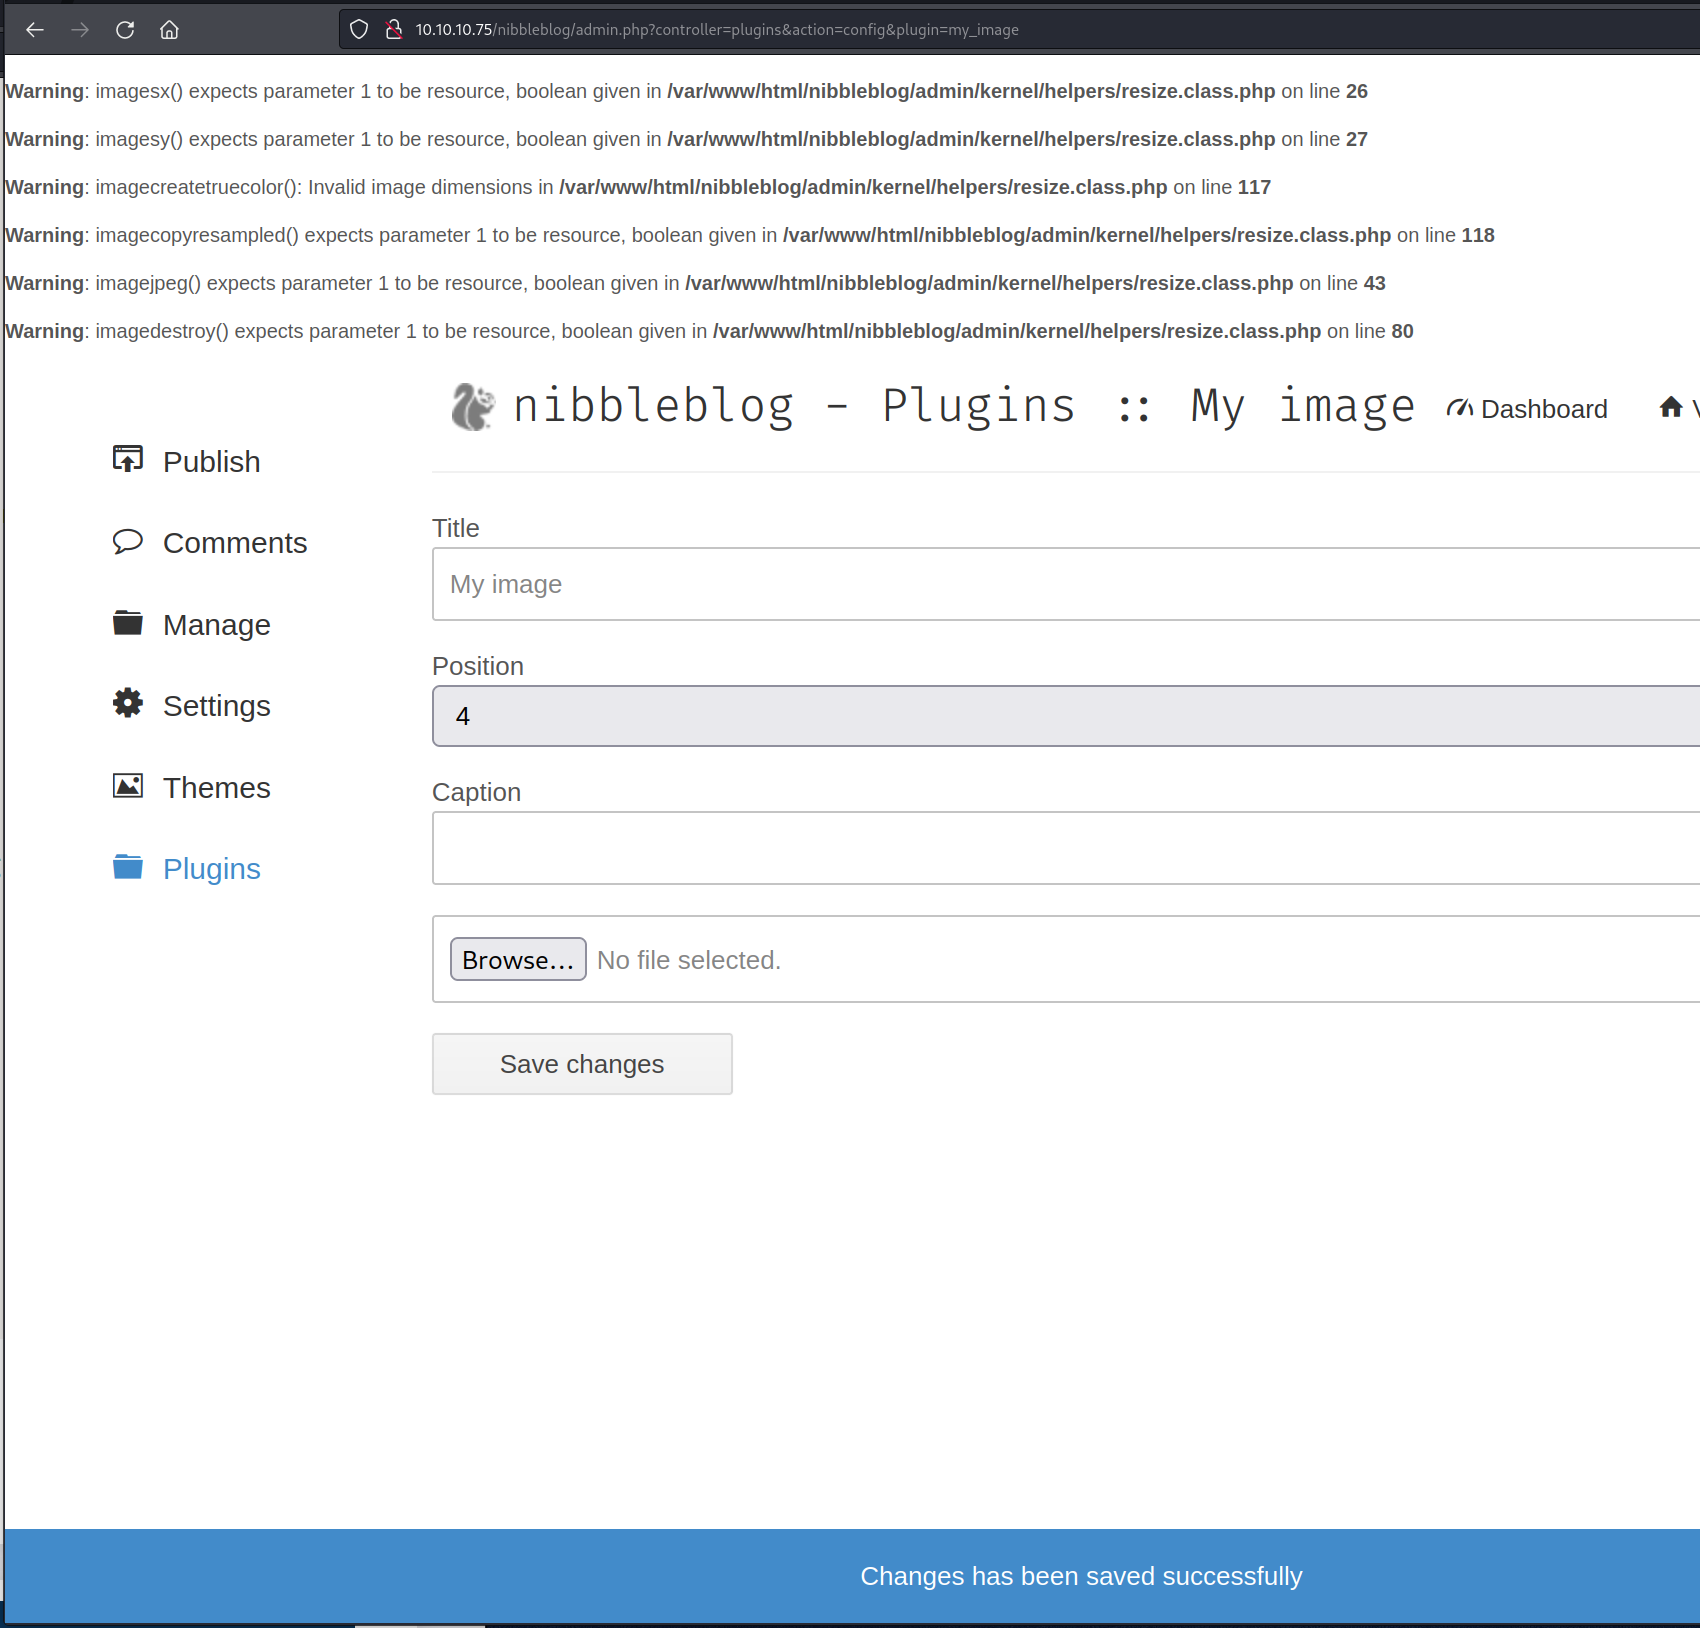 10.10.10.75/nibbleblog/admin.php?controller=plugins&action=config&plugin=my_image
Warning: imagesx() expects parameter 1 to be resource, boolean given in /var/www/html/nibbleblog/admin/kernel/helpers/resize.class.php on line 26
Warning: imagesy() expects parameter 1 to be resource, boolean given in /var/www/html/nibbleblog/admin/kernel/helpers/resize.class.php on line 27
Warning: imagecreatetruecolor(): Invalid image dimensions in /var/www/html/nibbleblog/admin/kernel/helpers/resize.class.php on line 117
Warning: imagecopyresampled() expects parameter 1 to be resource, boolean given in /var/www/html/nibbleblog/admin/kernel/helpers/resize.class.php on line 118
Warning: imagejpeg() expects parameter 1 to be resource, boolean given in /var/www/html/nibbleblog/admin/kernel/helpers/resize.class.php on line 43
Warning: imagedestroy() expects parameter 1 to be resource, boolean given in /var/www/html/nibbleblog/admin/kernel/helpers/resize.class.php on line 80
nibbleblog - Plugins :: My image
Dashboard
Publish
Comments
Manage
Settings
Themes
Plugins
Title
My image
Position
4
Caption
Browse... No file selected.
Save changes
Changes has been saved successfully